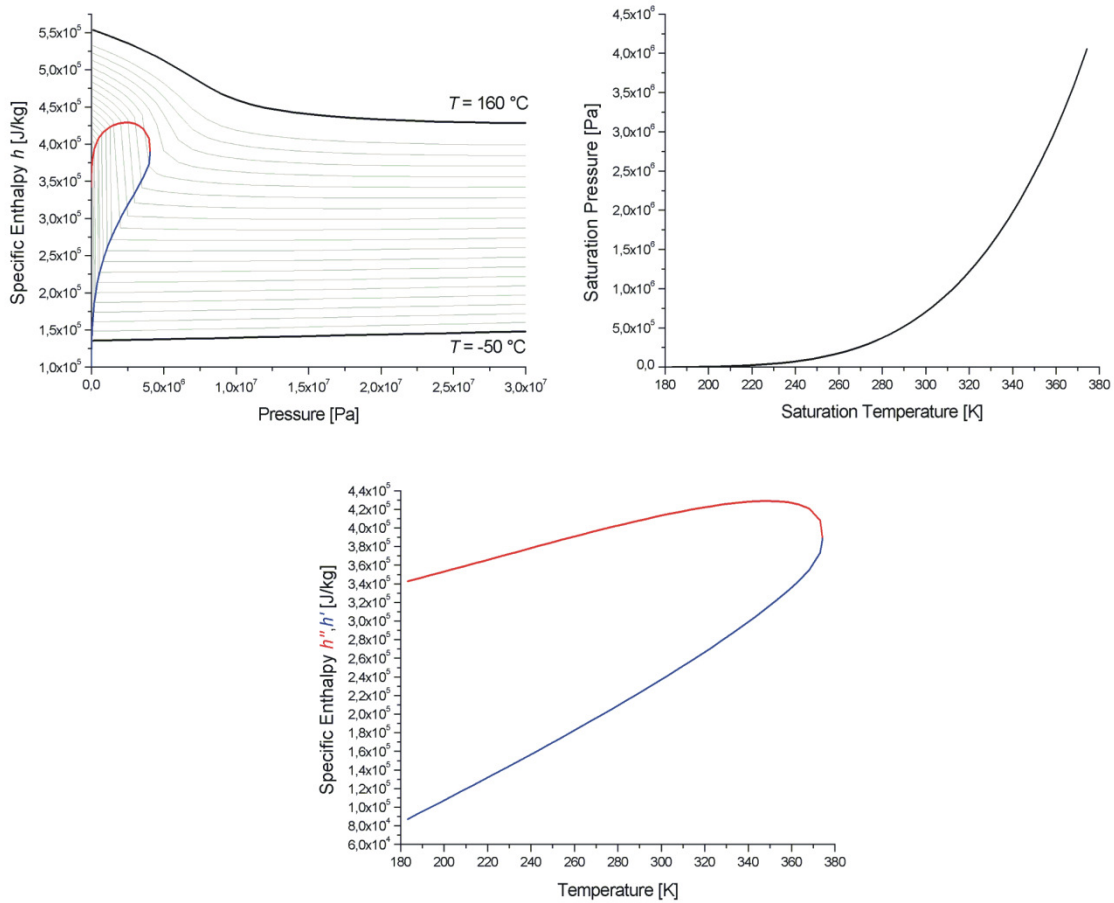 5,5x10⁵
5,0x10⁵
4,5x10⁵
4,0x10⁵
3,5x10⁵
3,0x10⁵
2,5x10⁵
2,0x10⁵
1,5x10⁵
1,0x10⁵
Specific Enthalpy h [J/kg]
T = 160 °C
T = -50 °C
0,0 5,0x10⁶ 1,0x10⁷ 1,5x10⁷ 2,0x10⁷ 2,5x10⁷ 3,0x10⁷
Pressure [Pa]
4,5x10⁶
4,0x10⁶
3,5x10⁶
3,0x10⁶
2,5x10⁶
2,0x10⁶
1,5x10⁶
1,0x10⁶
5,0x10⁵
0,0
Saturation Pressure [Pa]
180 200 220 240 260 280 300 320 340 360 380
Saturation Temperature [K]
4,4x10⁵
4,2x10⁵
4,0x10⁵
3,8x10⁵
3,6x10⁵
3,4x10⁵
3,2x10⁵
3,0x10⁵
2,8x10⁵
2,6x10⁵
2,4x10⁵
2,2x10⁵
2,0x10⁵
1,8x10⁵
1,6x10⁵
1,4x10⁵
1,2x10⁵
1,0x10⁵
8,0x10⁴
6,0x10⁴
Specific Enthalpy h'',h' [J/kg]
180 200 220 240 260 280 300 320 340 360 380
Temperature [K]